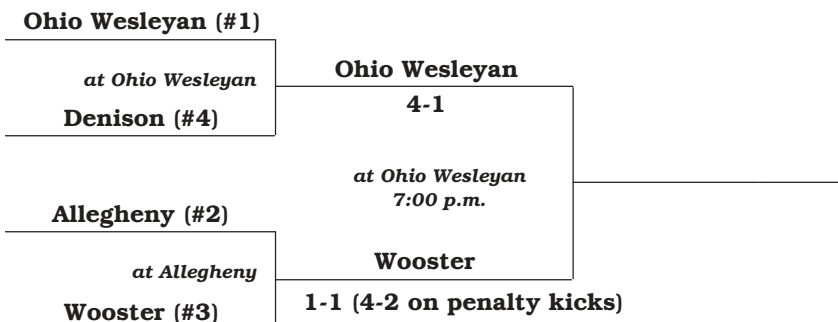 Ohio Wesleyan (#1)
at Ohio Wesleyan
Denison (#4)
Ohio Wesleyan
4-1
at Ohio Wesleyan
7:00 p.m.
Allegheny (#2)
at Allegheny
Wooster (#3)
Wooster
1-1 (4-2 on penalty kicks)